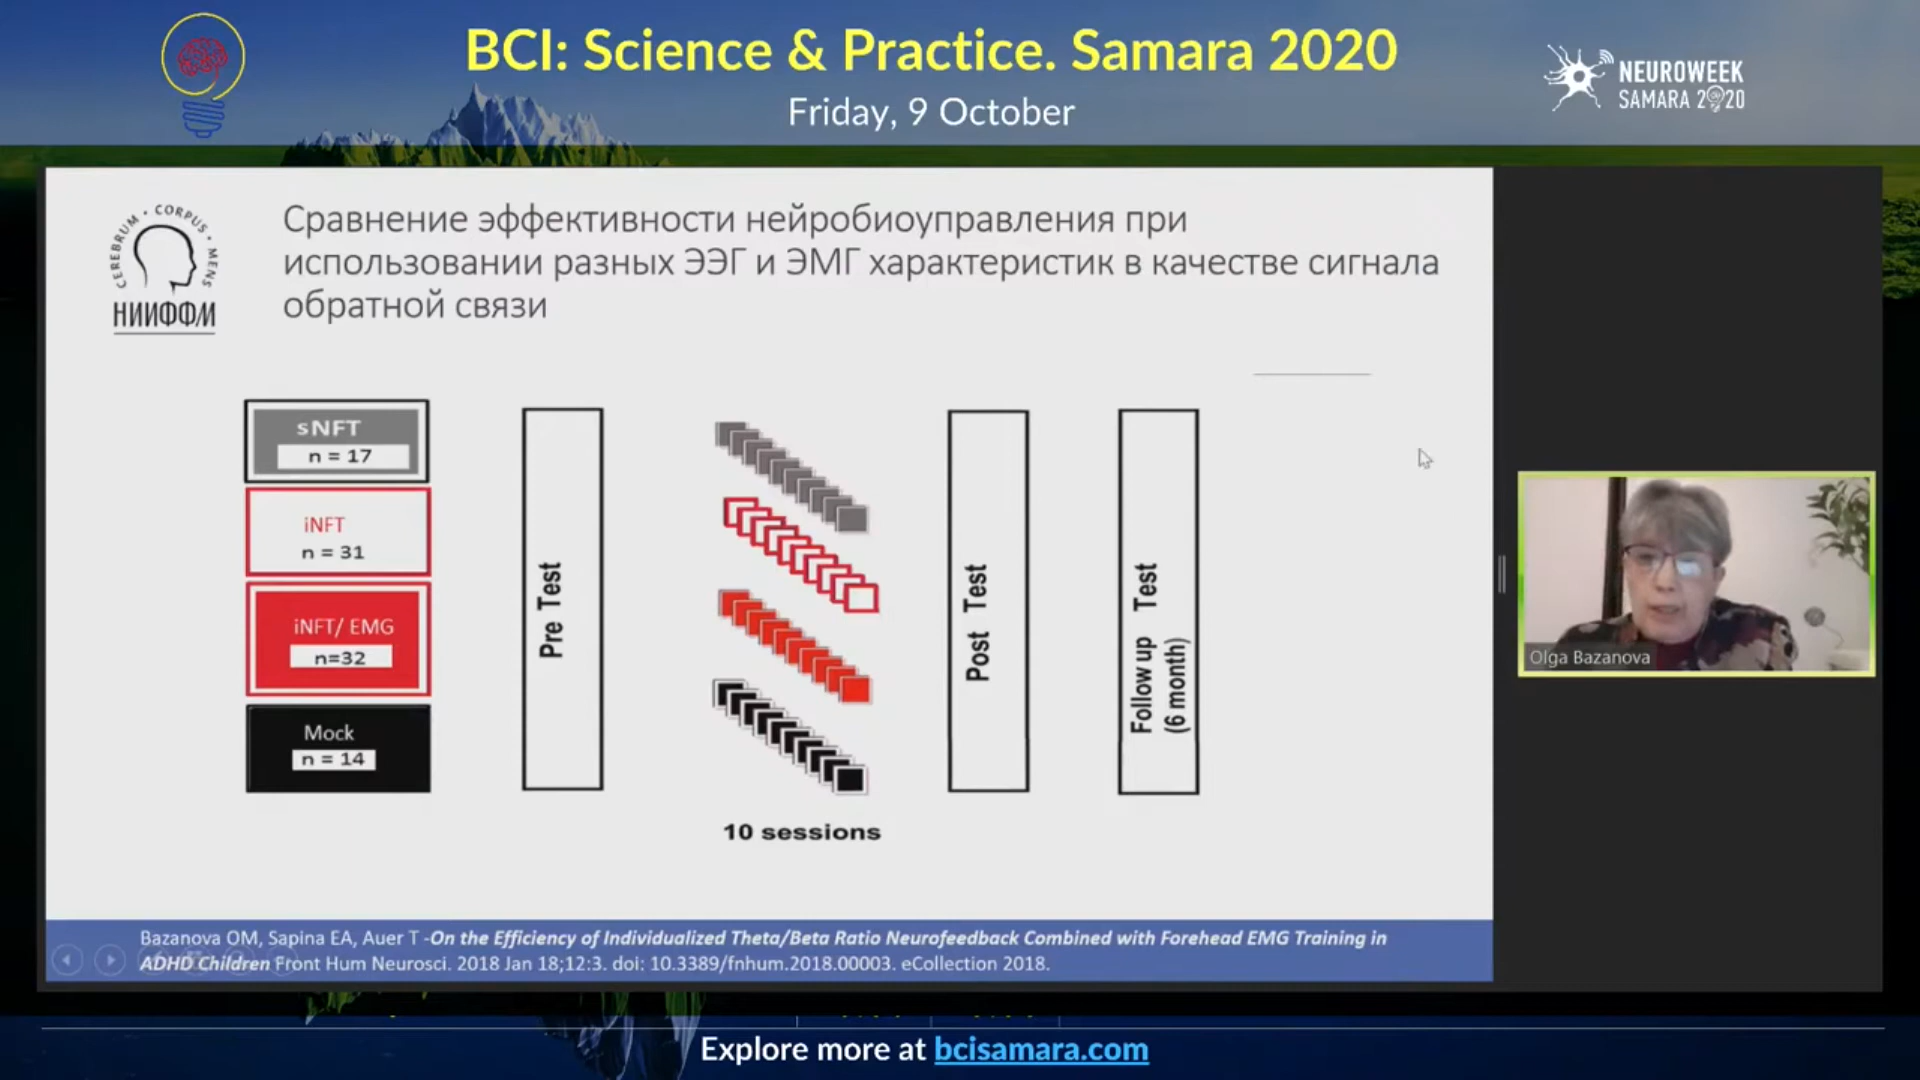 BCI: Science & Practice. Samara 2020
Friday, 9 October
NEUROWEEK
SAMARA 2020
CEREBRUM • CORPUS • MENS
НИИФФМ
Сравнение эффективности нейробиоуправления при
использовании разных ЭЭГ и ЭМГ характеристик в качестве сигнала
обратной связи
sNFT
n = 17
iNFT
n = 31
iNFT/ EMG
n=32
Mock
n = 14
Pre Test
10 sessions
Post Test
Follow up Test
(6 month)
Olga Bazanova
Bazanova OM, Sapina EA, Auer T -On the Efficiency of Individualized Theta/Beta Ratio Neurofeedback Combined with Forehead EMG Training in
ADHD Children Front Hum Neurosci. 2018 Jan 18;12:3. doi: 10.3389/fnhum.2018.00003. eCollection 2018.
Explore more at bcisamara.com